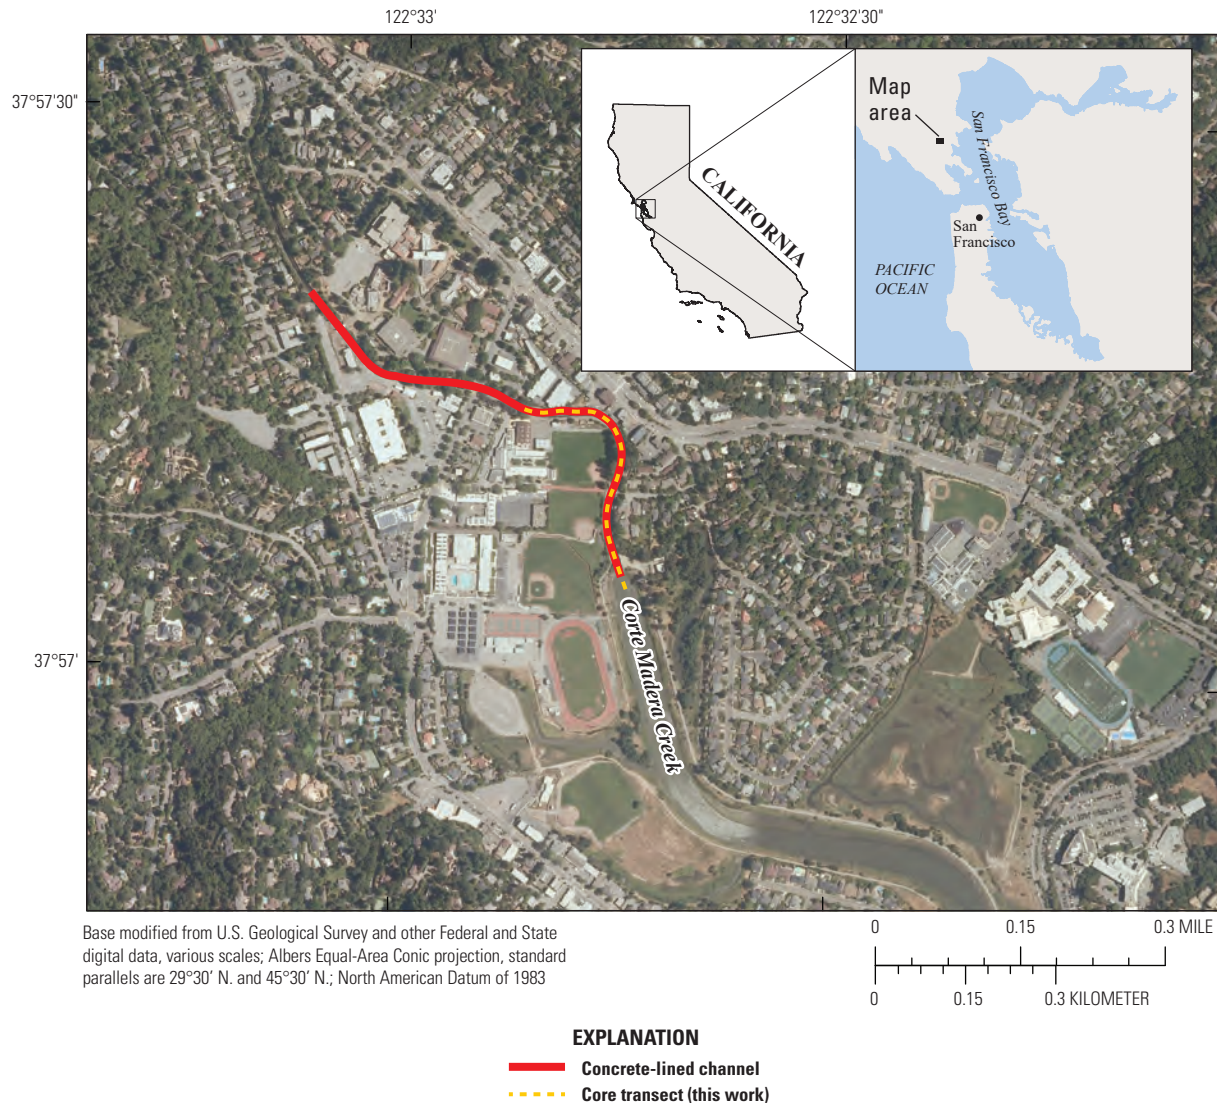 122°33'
122°32'30"
37°57'30"
37°57'
Map
area
San Francisco Bay
San
Francisco
PACIFIC
OCEAN
CALIFORNIA
Corte Madera Creek
Base modified from U.S. Geological Survey and other Federal and State
digital data, various scales; Albers Equal-Area Conic projection, standard
parallels are 29°30' N. and 45°30' N.; North American Datum of 1983
0 0.15 0.3 MILE
0 0.15 0.3 KILOMETER
EXPLANATION
Concrete-lined channel
Core transect (this work)